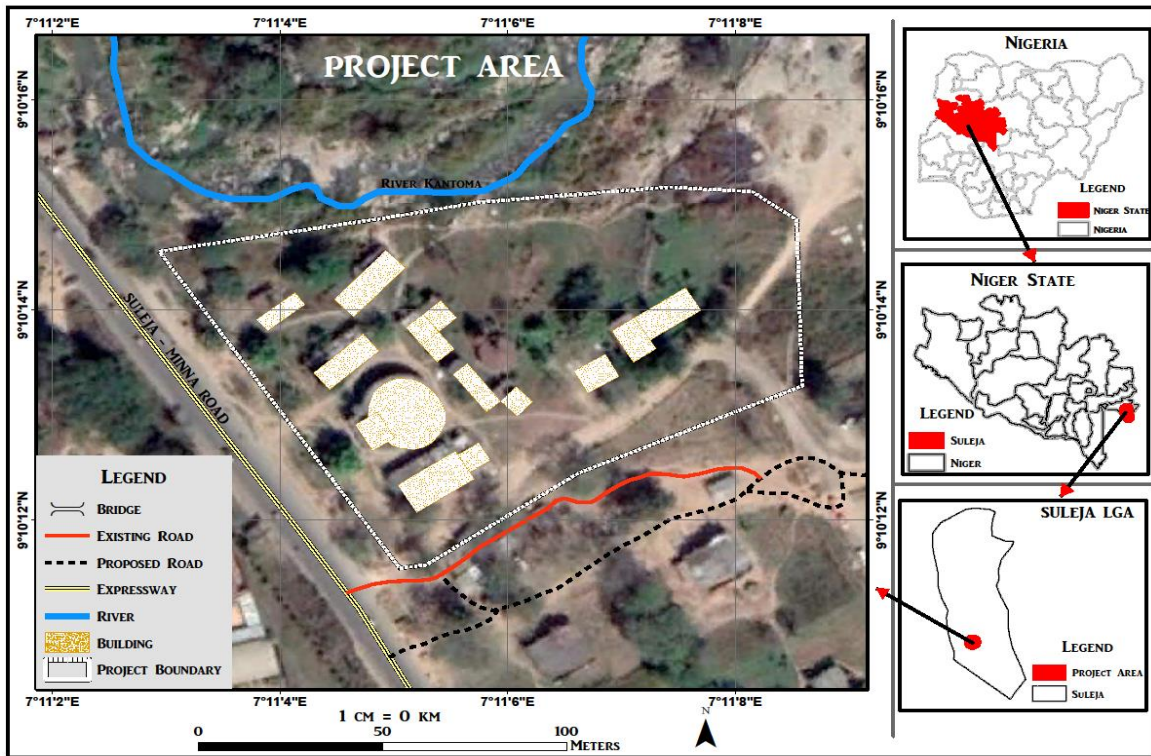 7°11'2"E 7°11'4"E 7°11'6"E 7°11'8"E
PROJECT AREA
9°10'16"N 9°10'16"N
RIVER KANTOMA
9°10'14"N 9°10'14"N
SULEJA - MINNA ROAD
9°10'12"N 9°10'12"N
LEGEND
BRIDGE
EXISTING ROAD
PROPOSED ROAD
EXPRESSWAY
RIVER
BUILDING
PROJECT BOUNDARY
7°11'2"E 7°11'4"E 7°11'6"E 7°11'8"E
1 CM = 0 KM
0 50 100
METERS
N
NIGERIA
LEGEND
NIGER STATE
NIGERIA
NIGER STATE
LEGEND
SULEJA
NIGER
SULEJA LGA
LEGEND
PROJECT AREA
SULEJA